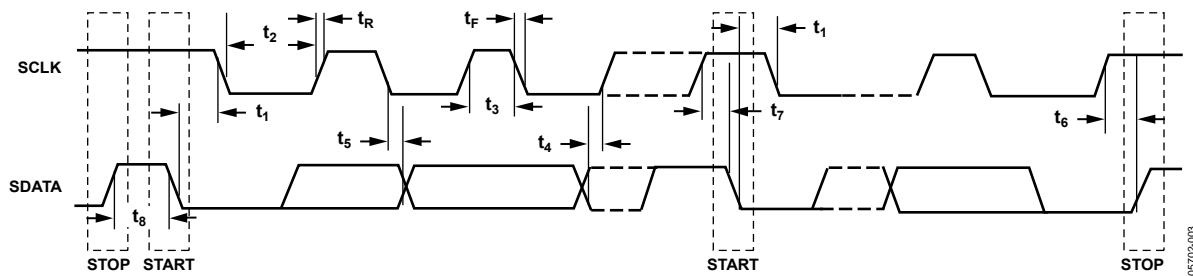 t2
tR
tF
t1
SCLK
t1
t3
t7
t6
t5
t4
SDATA
t8
STOP
START
START
STOP
05702-003